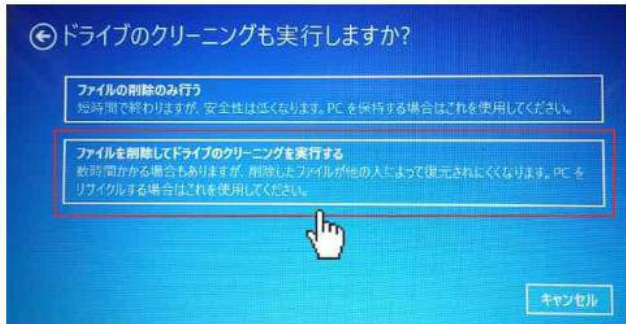 ドライブのクリーニングも実行しますか?
ファイルの削除のみ行う
短時間で終わりますが、安全性は低くなります。PC を保持する場合はこれを使用してください。
ファイルを削除してドライブのクリーニングを実行する
数時間かかる場合もありますが、削除したファイルが他の人によって復元されにくくなります。PC を
リサイクルする場合はこれを使用してください。
キャンセル